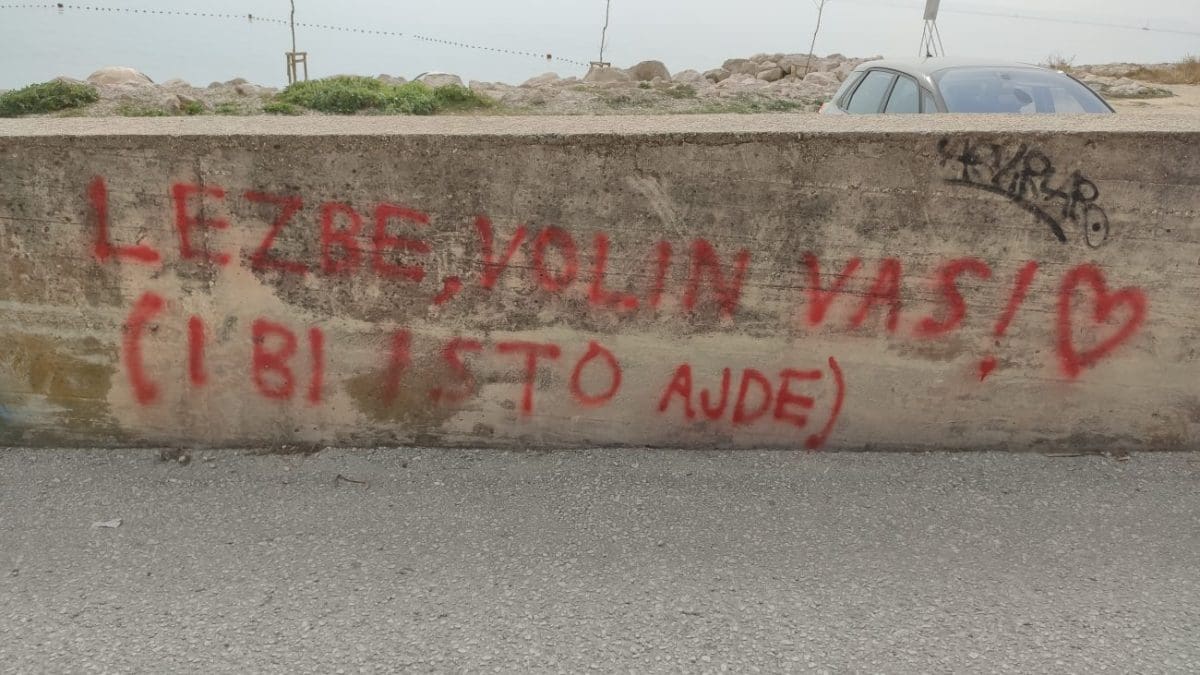 LEZBE, VOLIN VAS! ♡
(I BI ISTO AJDE)